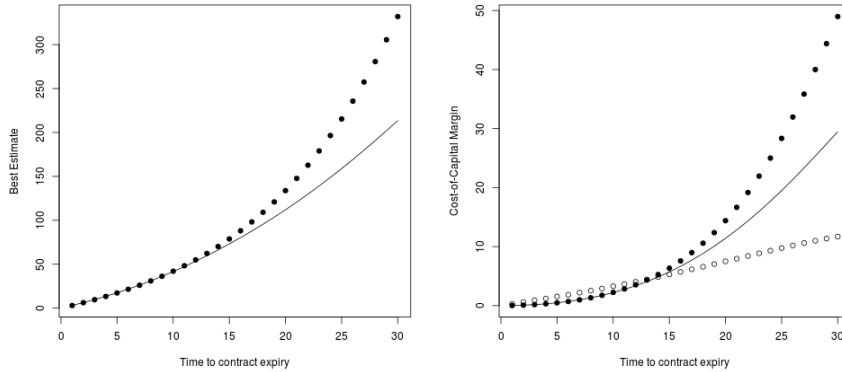 Best Estimate
0 50 100 150 200 250 300
0 5 10 15 20 25 30
Time to contract expiry
Cost-of-Capital Margin
0 10 20 30 40 50
0 5 10 15 20 25 30
Time to contract expiry